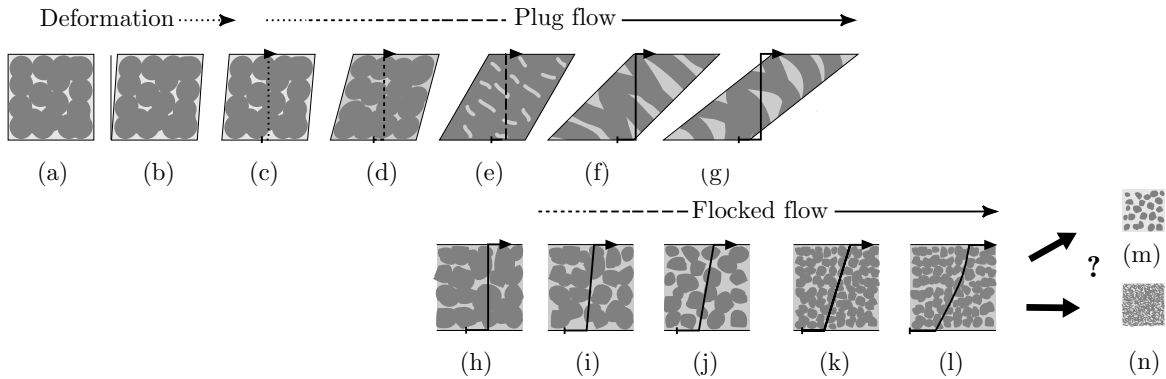 Deformation Plug flow
(a) (b) (c) (d) (e) (f) (g)
Flocked flow
?
(m)
(h) (i) (j) (k) (l) (n)